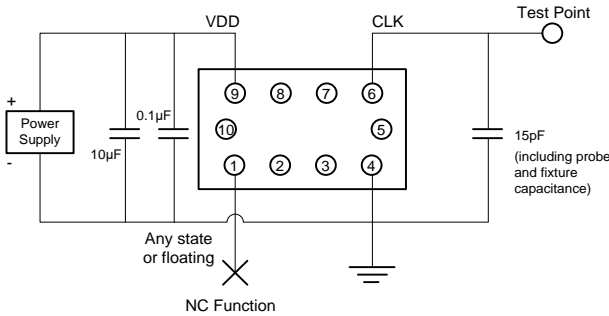 VDD
CLK
Test Point
+
Power
Supply
-
10µF
0.1µF
9
8
7
6
10
5
1
2
3
4
15pF
(including probe
and fixture
capacitance)
Any state
or floating
NC Function